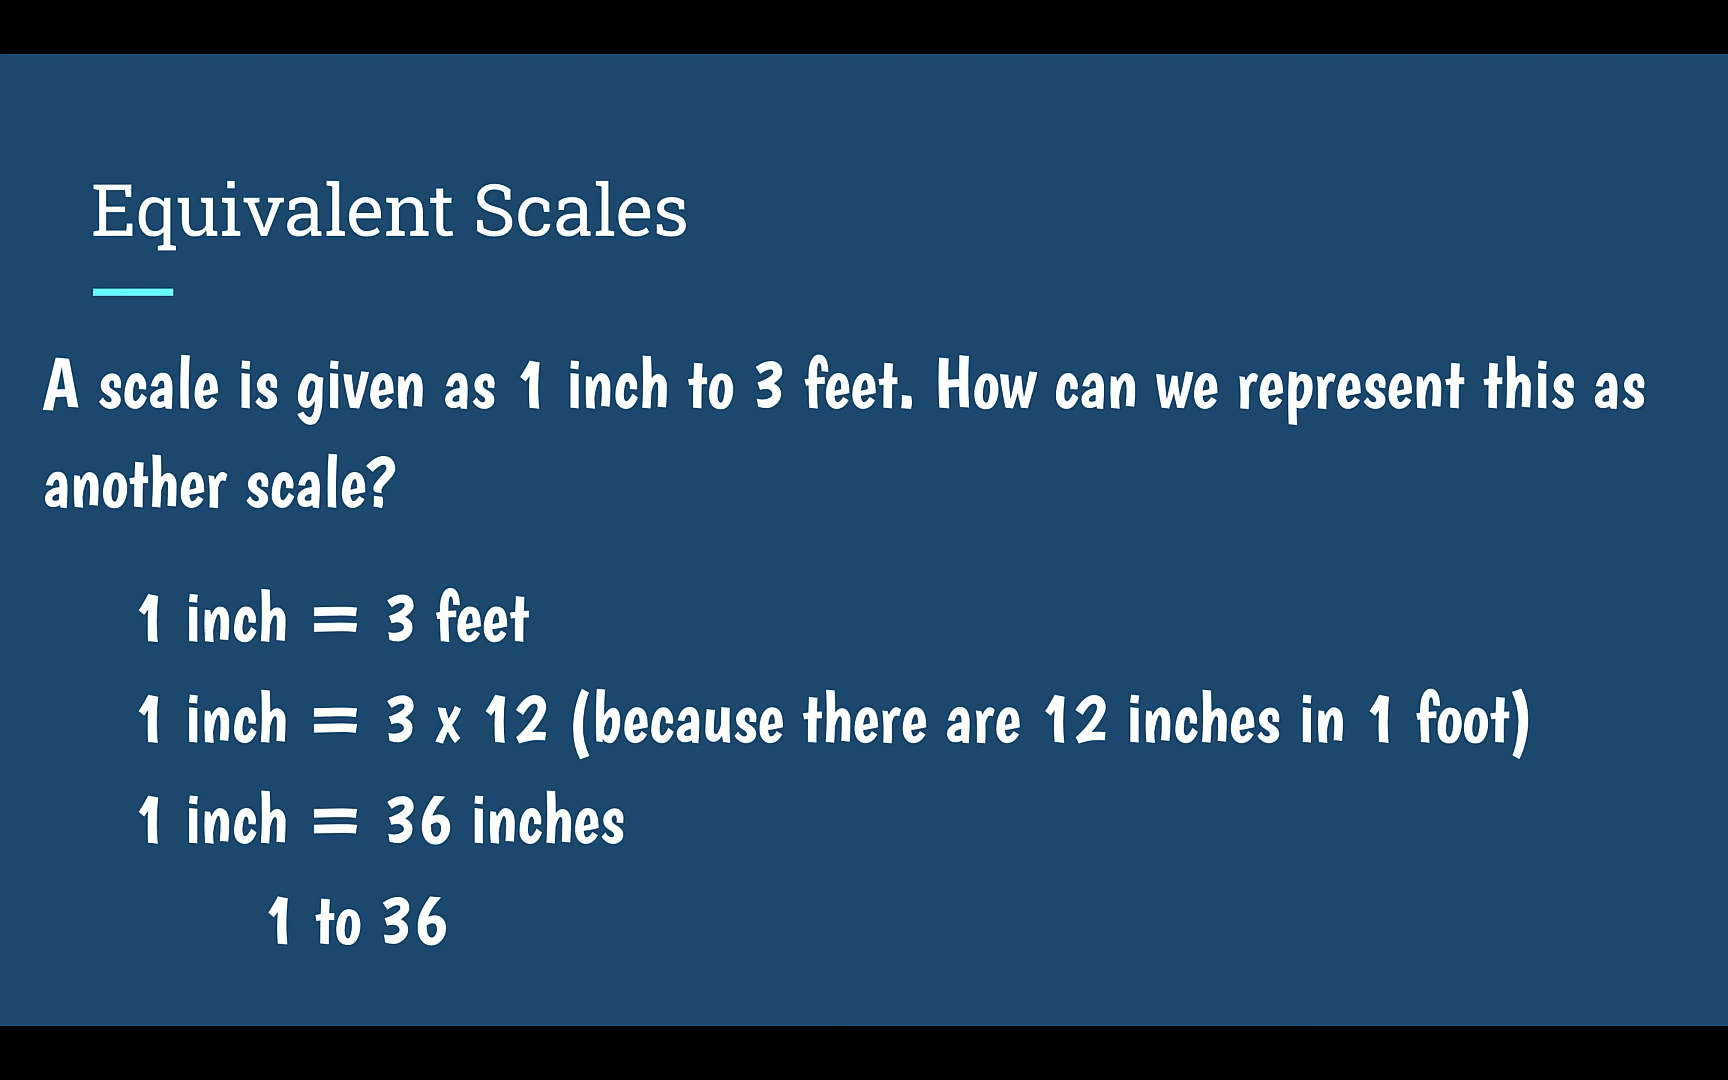 Equivalent Scales
A scale is given as 1 inch to 3 feet. How can we represent this as
another scale?
1 inch = 3 feet
1 inch = 3 x 12 (because there are 12 inches in 1 foot)
1 inch = 36 inches
1 to 36